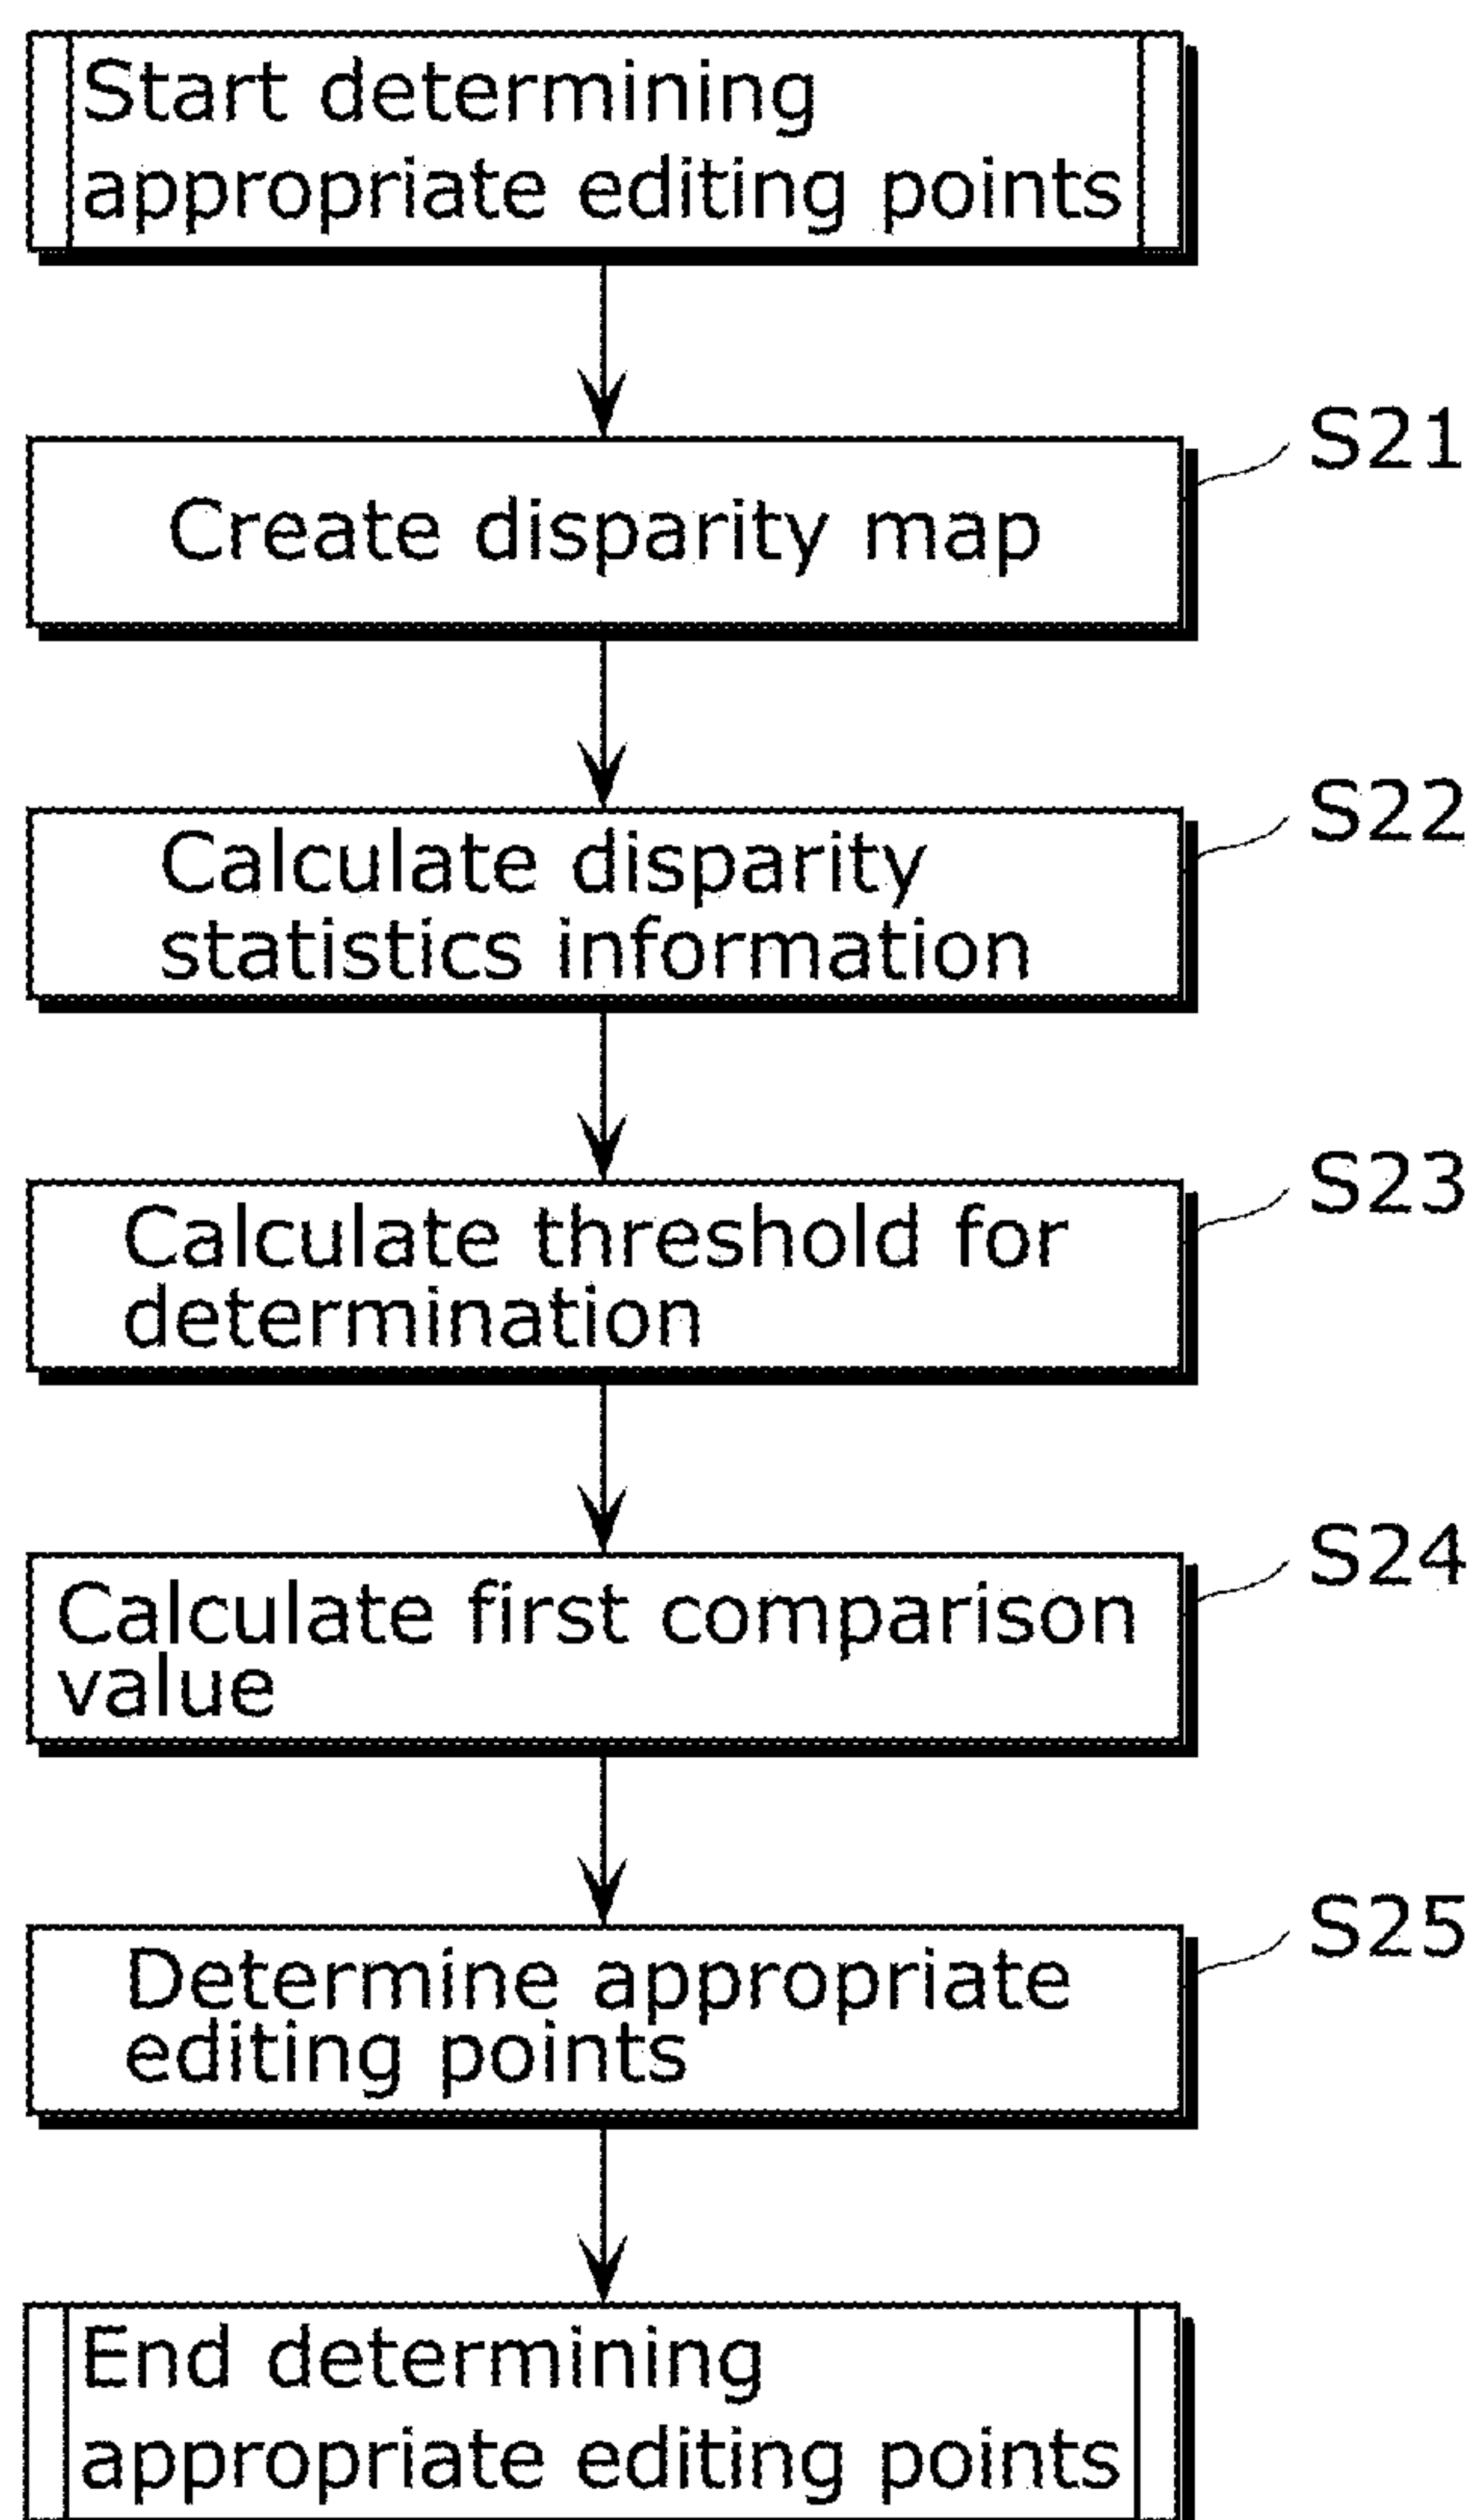 Start determining
appropriate editing points
S21
Create disparity map
S22
Calculate disparity
statistics information
S23
Calculate threshold for
determination
S24
Calculate first comparison
value
S25
Determine appropriate
editing points
End determining
appropriate editing points